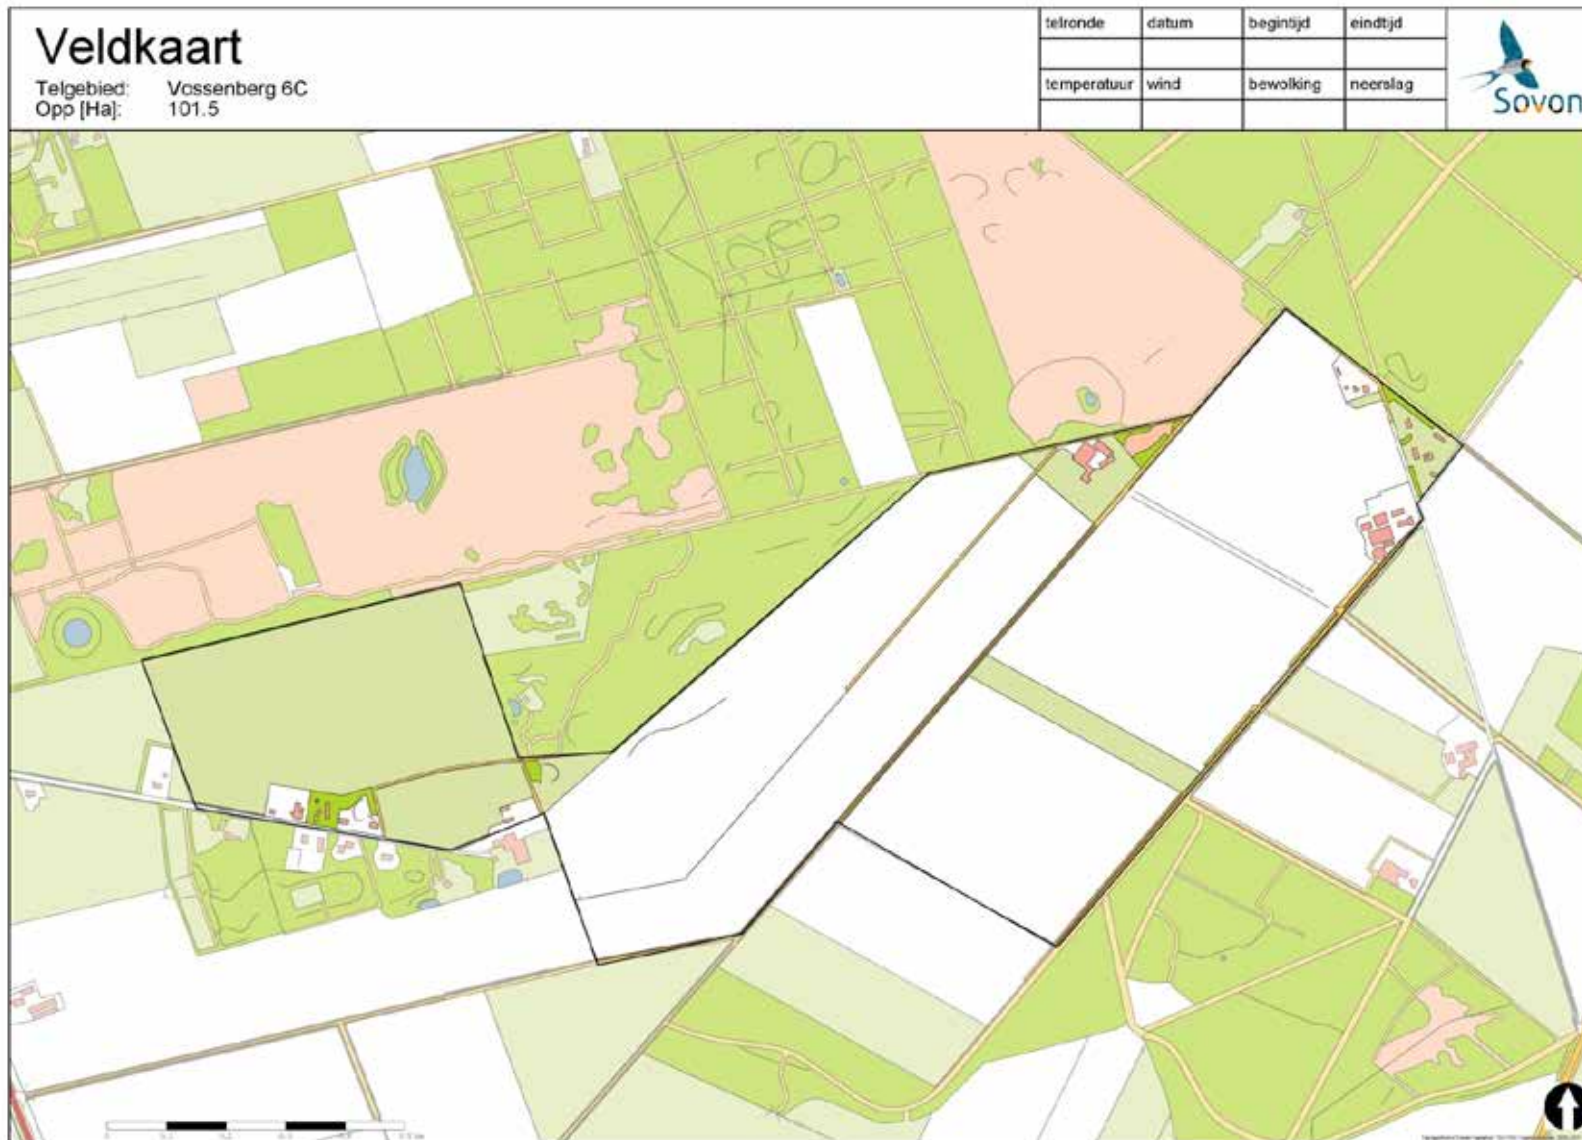 Veldkaart
Telgebied: Vossenberg 6C
Opp [Ha]: 101.5
telronde datum begintijd eindtijd
temperatuur wind bewolking neerslag
Sovon